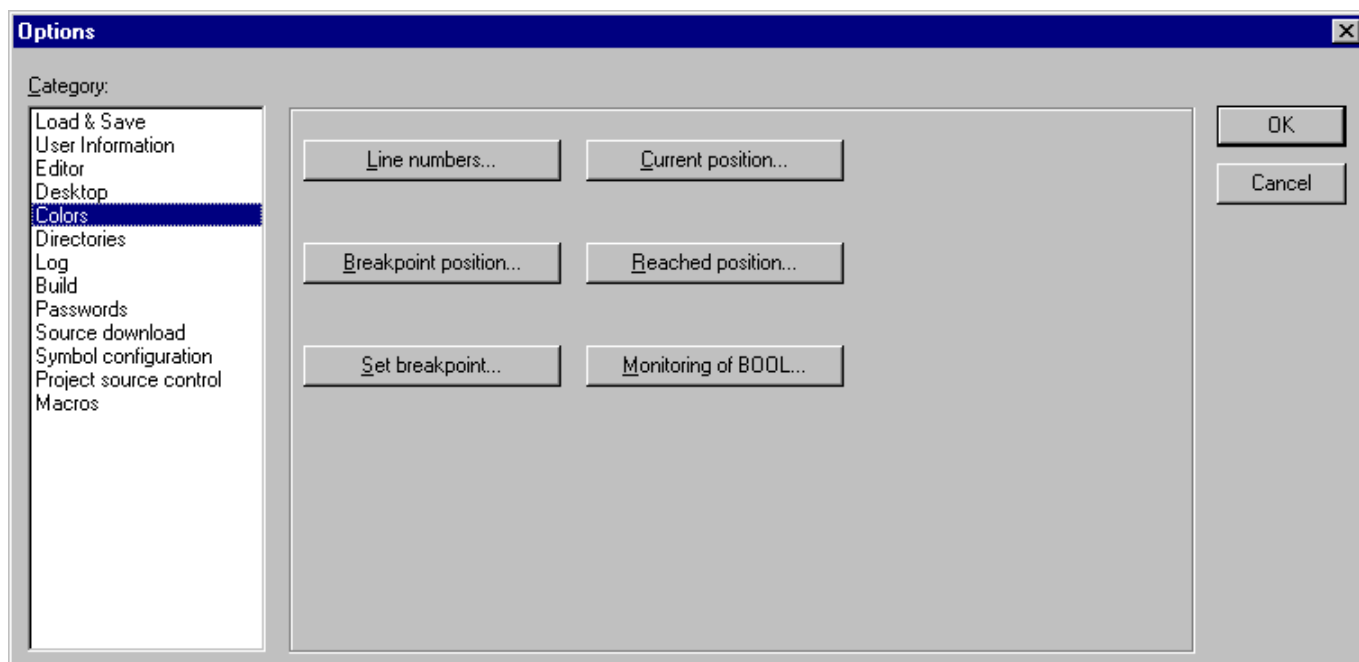 Options
Category:
Load & Save
User Information
Editor
Desktop
Colors
Directories
Log
Build
Passwords
Source download
Symbol configuration
Project source control
Macros
Line numbers...
Current position...
Breakpoint position...
Reached position...
Set breakpoint...
Monitoring of BOOL...
OK
Cancel